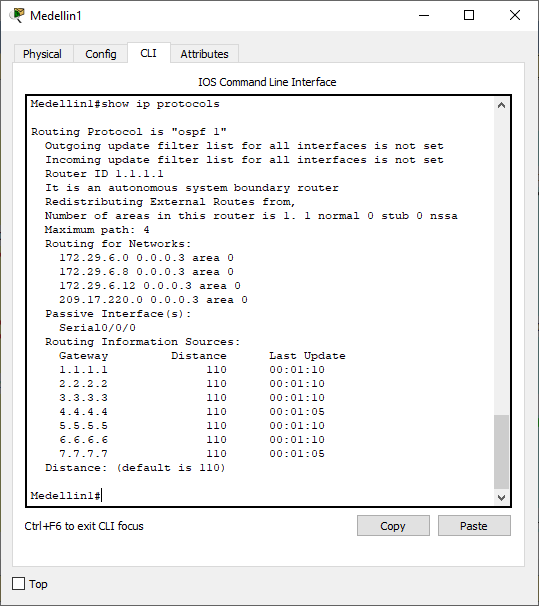 Medellin1
Physical Config CLI Attributes
IOS Command Line Interface
Medellin1#show ip protocols
Routing Protocol is "ospf 1"
Outgoing update filter list for all interfaces is not set
Incoming update filter list for all interfaces is not set
Router ID 1.1.1.1
It is an autonomous system boundary router
Redistributing External Routes from,
Number of areas in this router is 1. 1 normal 0 stub 0 nssa
Maximum path: 4
Routing for Networks:
172.29.6.0 0.0.0.3 area 0
172.29.6.8 0.0.0.3 area 0
172.29.6.12 0.0.0.3 area 0
209.17.220.0 0.0.0.3 area 0
Passive Interface(s):
Serial0/0/0
Routing Information Sources:
Gateway Distance Last Update
1.1.1.1 110 00:01:10
2.2.2.2 110 00:01:10
3.3.3.3 110 00:01:10
4.4.4.4 110 00:01:05
5.5.5.5 110 00:01:10
6.6.6.6 110 00:01:10
7.7.7.7 110 00:01:05
Distance: (default is 110)
Medellin1#
Ctrl+F6 to exit CLI focus
Copy Paste
Top